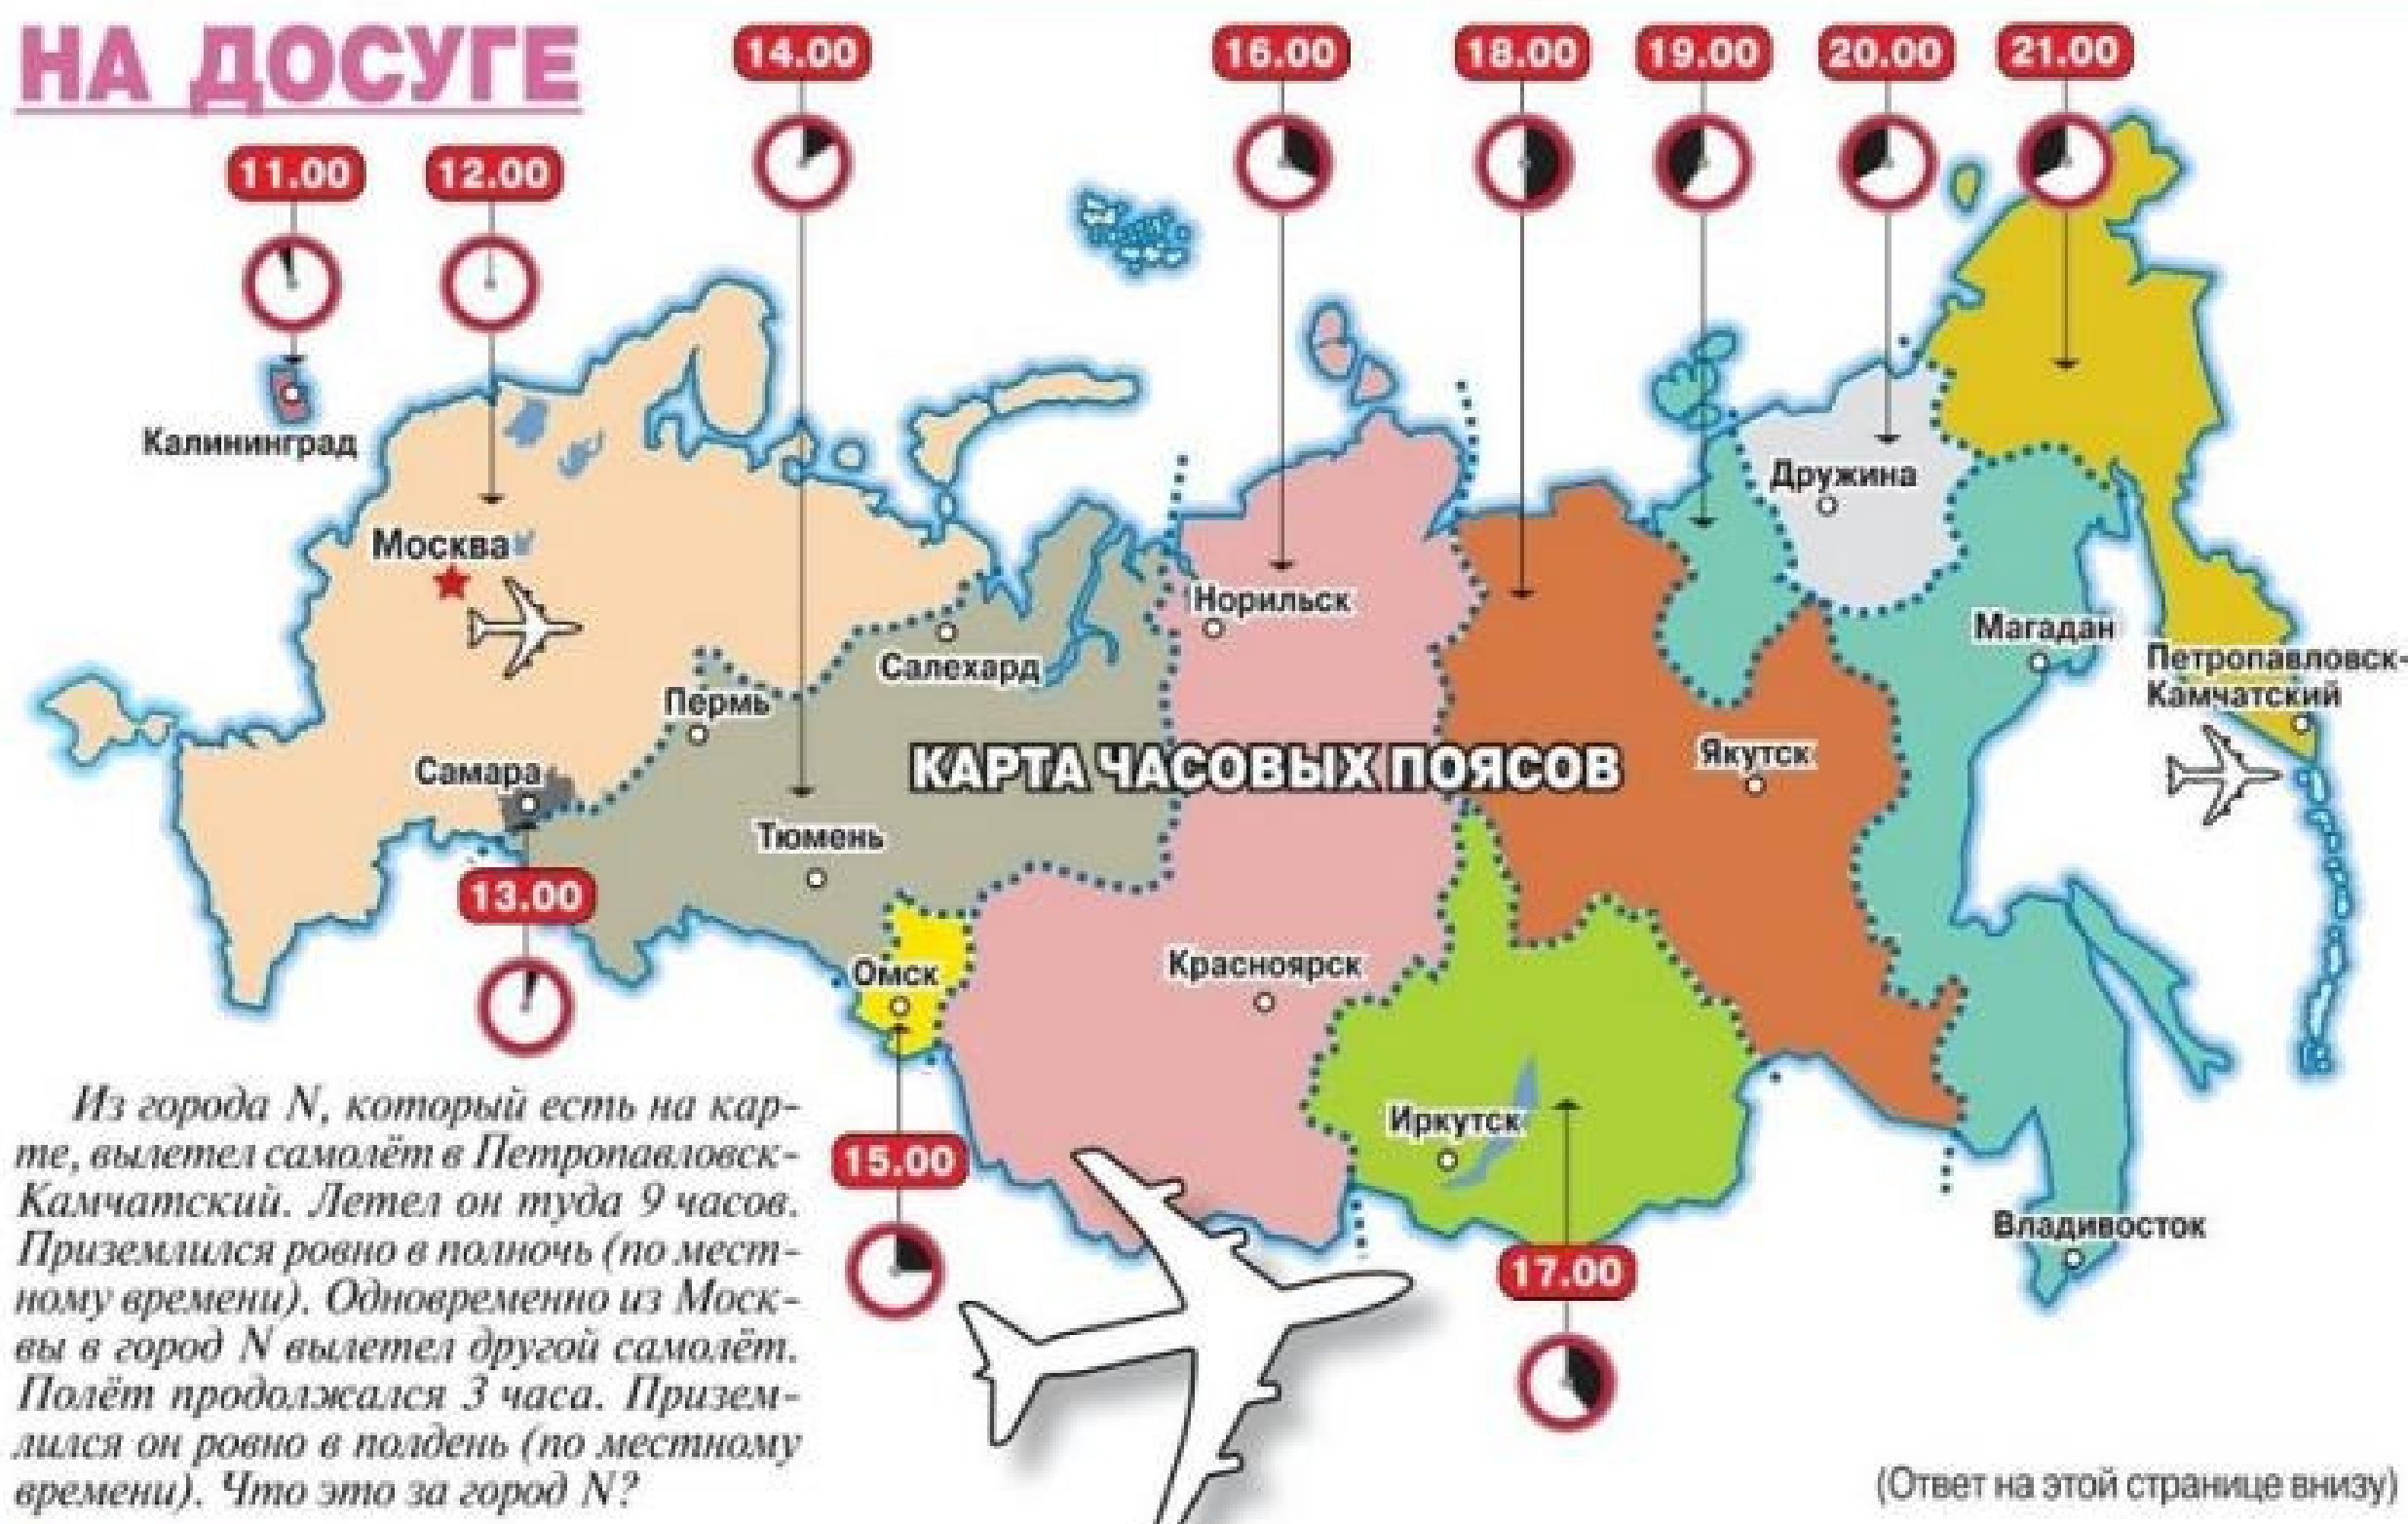 НА ДОСУГЕ
14.00
16.00
18.00
19.00
20.00
21.00
11.00
12.00
Калининград
Дружина
Москва
Норильск
Магадан
Салехард
Петропавловск-
Камчатский
Пермь
КАРТА ЧАСОВЫХ ПОЯСОВ
Якутск
Самара
Тюмень
13.00
Омск
Красноярск
Иркутск
15.00
Владивосток
17.00
Из города N, который есть на кар-
те, вылетел самолёт в Петропавловск-
Камчатский. Летел он туда 9 часов.
Приземлился ровно в полночь (по мест-
ному времени). Одновременно из Моск-
вы в город N вылетел другой самолёт.
Полёт продолжался 3 часа. Призем-
лился он ровно в полдень (по местному
времени). Что это за город N?
(Ответ на этой странице внизу)